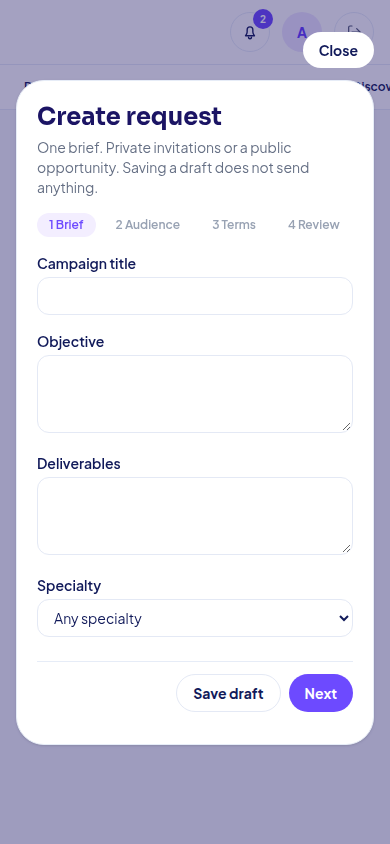 2
A
Close
Create request
One brief. Private invitations or a public
opportunity. Saving a draft does not send
anything.
1 Brief
2 Audience
3 Terms
4 Review
Campaign title
Objective
Deliverables
Specialty
Any specialty
Save draft
Next